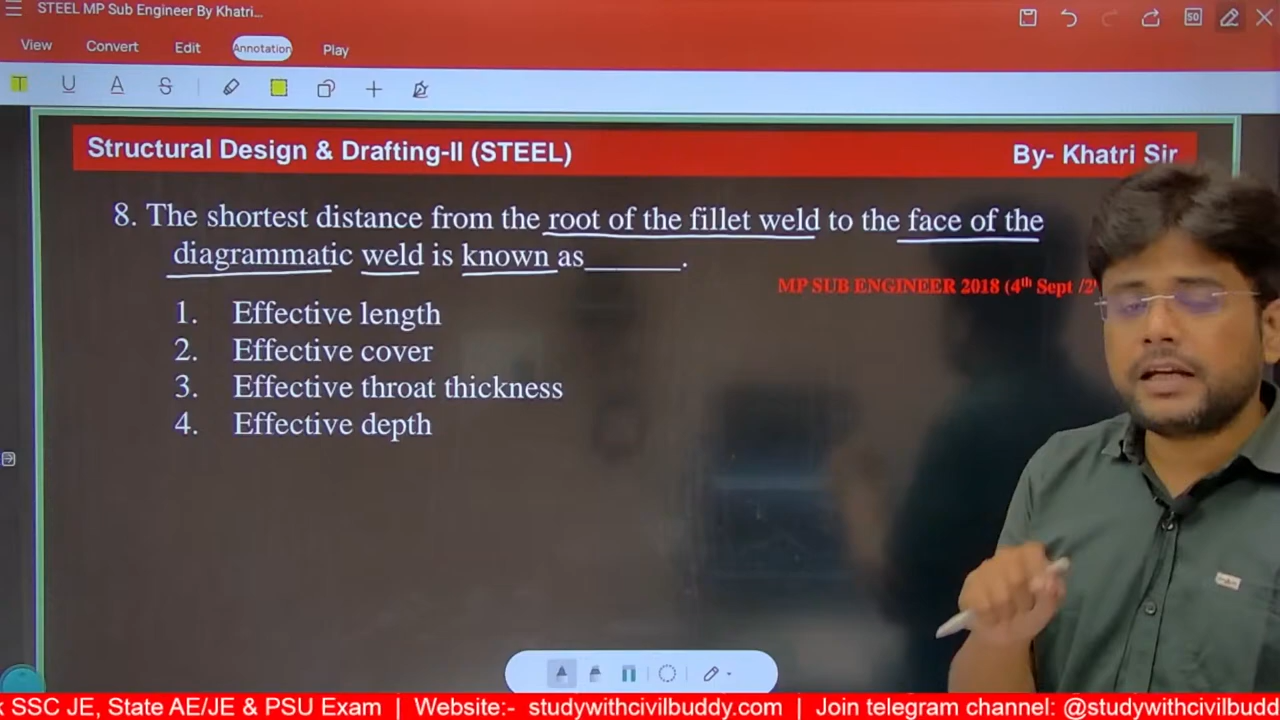 STEEL MP Sub Engineer By Khatri...
View Convert Edit Annotation Play
T U A S
50
Structural Design & Drafting-II (STEEL)
By- Khatri Sir
8. The shortest distance from the root of the fillet weld to the face of the
diagrammatic weld is known as_______.
MP SUB ENGINEER 2018 (4th Sept /2
1. Effective length
2. Effective cover
3. Effective throat thickness
4. Effective depth
SSC JE, State AE/JE & PSU Exam | Website:- studywithcivilbuddy.com | Join telegram channel: @studywithcivilbudd